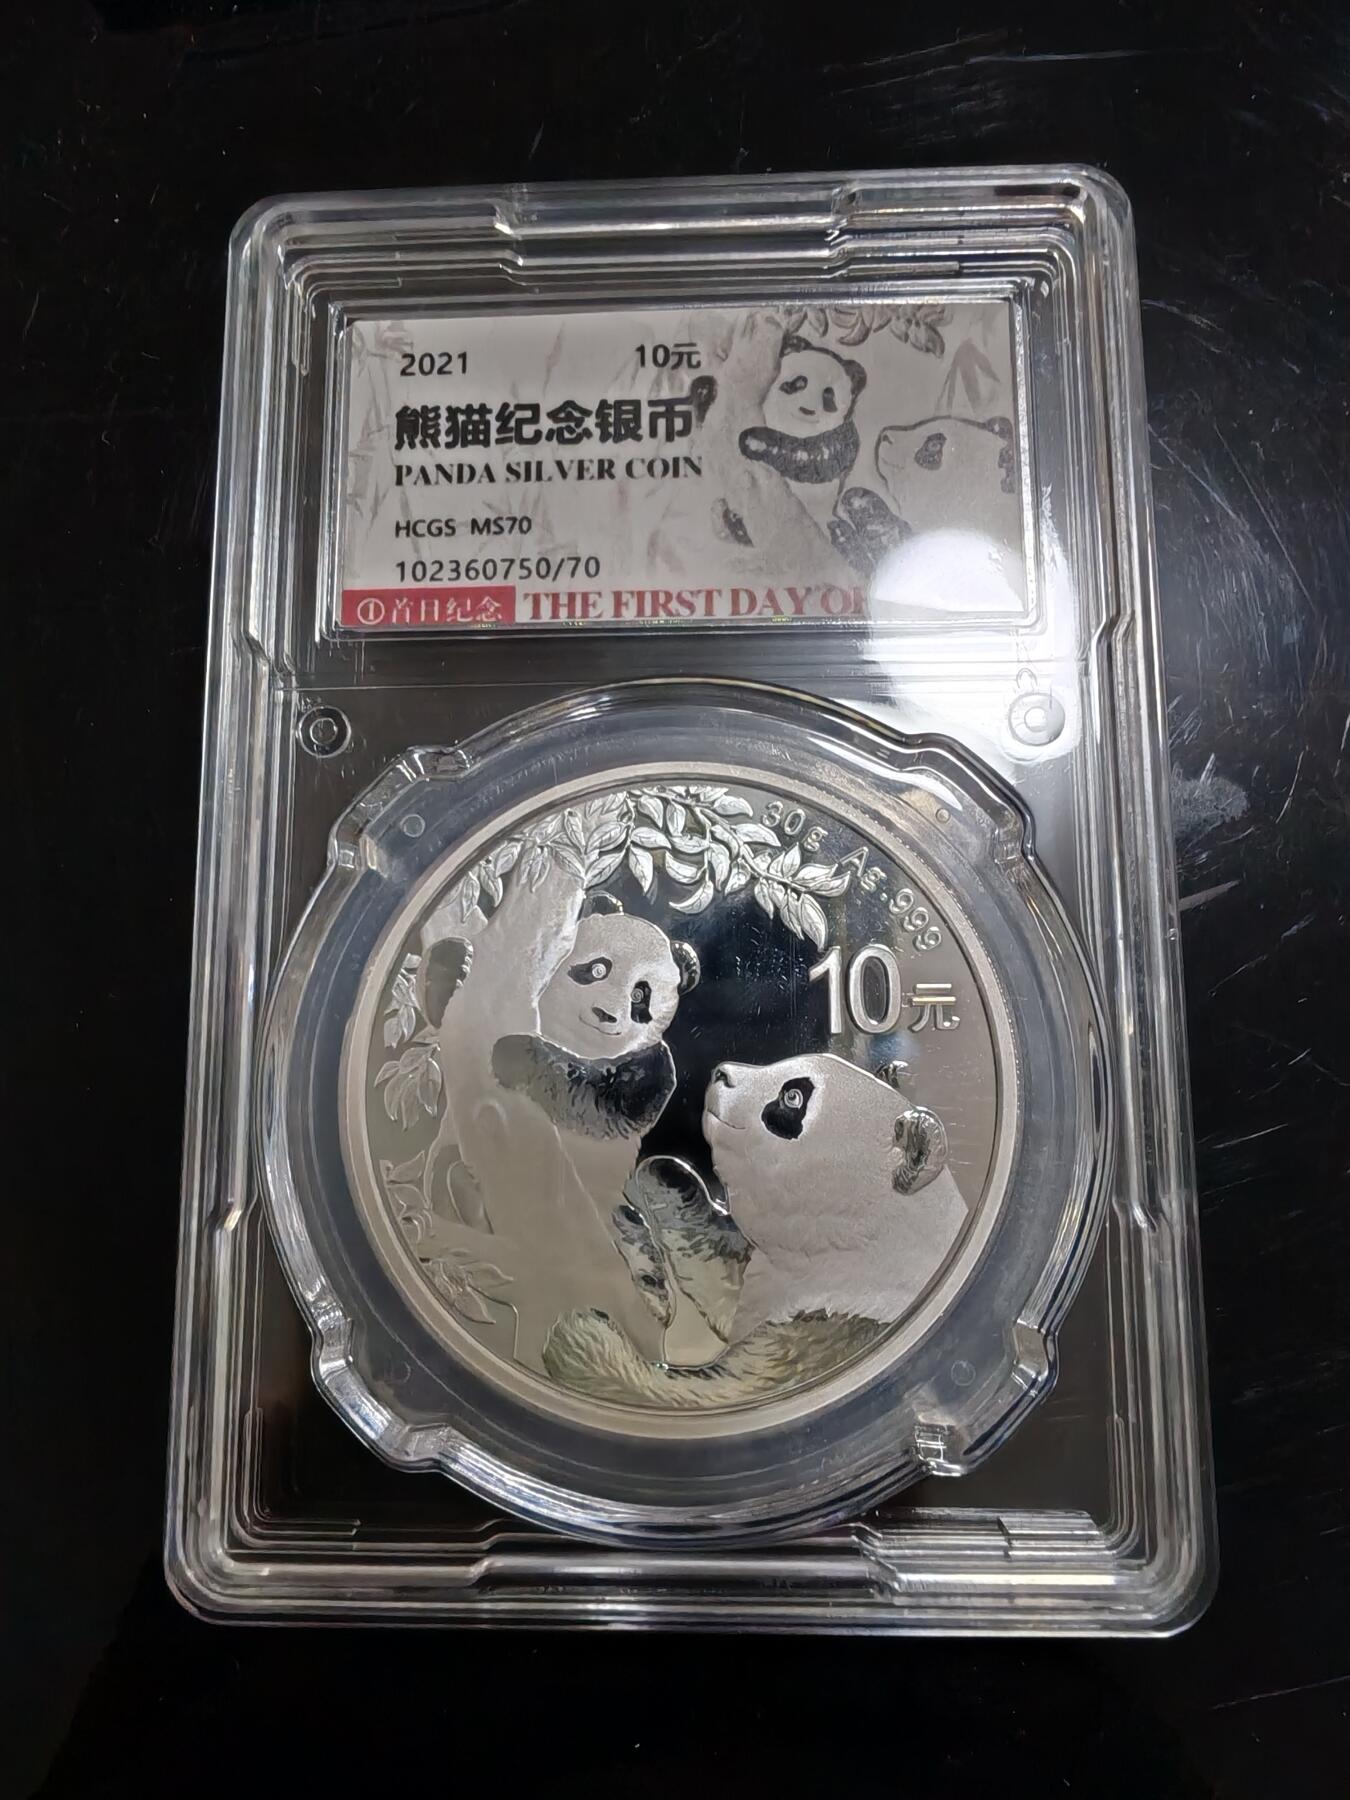 2021 10元
熊猫纪念银币
PANDA SILVER COIN
HCGS MS70
102360750/70
①首日纪念 THE FIRST DAY OF
30g Ag.999
10元